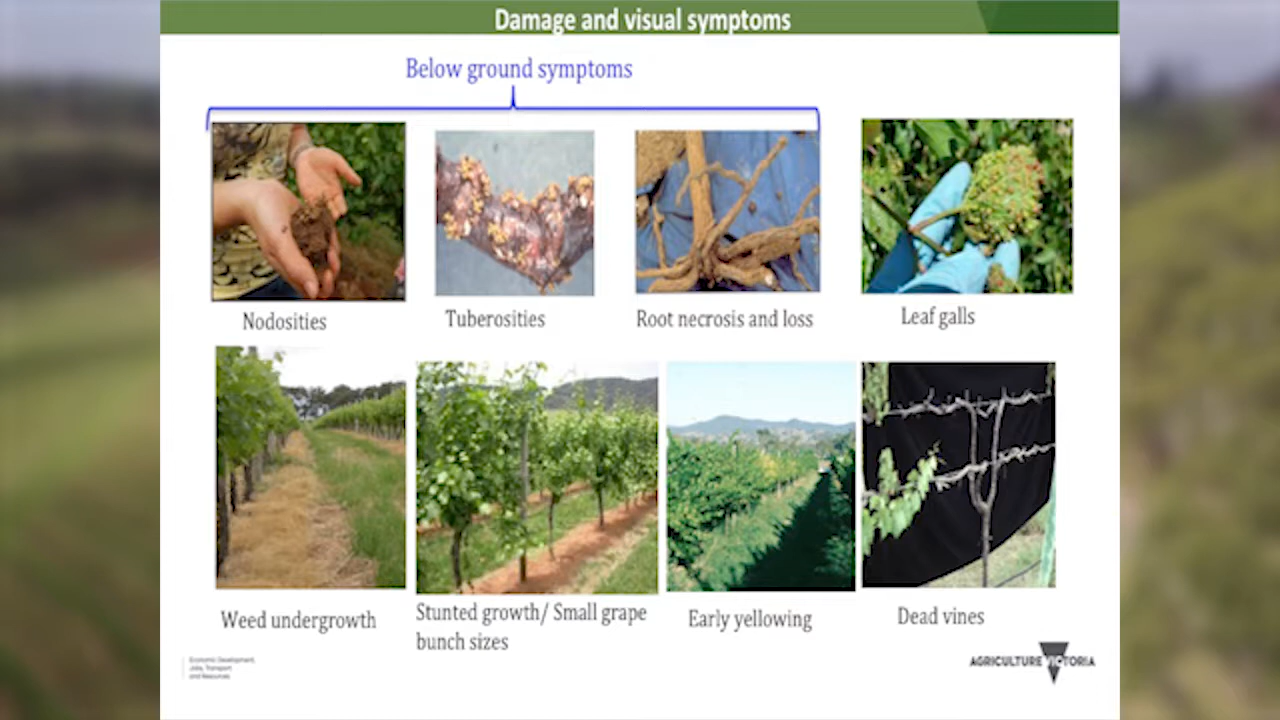 Damage and visual symptoms
Below ground symptoms
Nodosities
Tuberosities
Root necrosis and loss
Leaf galls
Weed undergrowth
Stunted growth/ Small grape
bunch sizes
Early yellowing
Dead vines
Economic Development,
Jobs, Transport
and Resources
AGRICULTURE VICTORIA